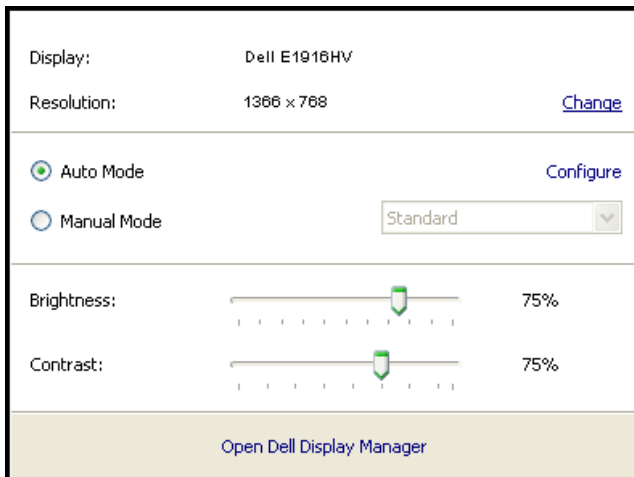 Display: Dell E1916HV
Resolution: 1366 x 768 Change
Auto Mode Configure
Manual Mode Standard
Brightness: 75%
Contrast: 75%
Open Dell Display Manager